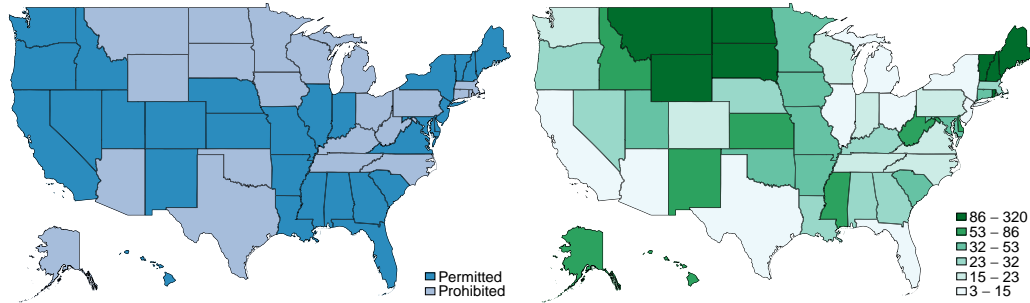 Permitted
Prohibited
86 – 320
53 – 86
32 – 53
23 – 32
15 – 23
3 – 15